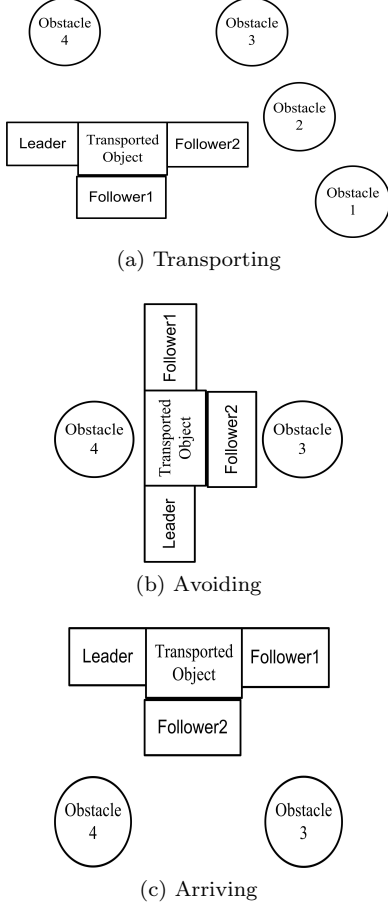 Obstacle
4
Obstacle
3
Obstacle
2
Leader
Transported
Object
Follower2
Follower1
Obstacle
1
(a) Transporting
Follower1
Obstacle
4
Transported
Object
Follower2
Obstacle
3
Leader
(b) Avoiding
Leader
Transported
Object
Follower1
Follower2
Obstacle
4
Obstacle
3
(c) Arriving